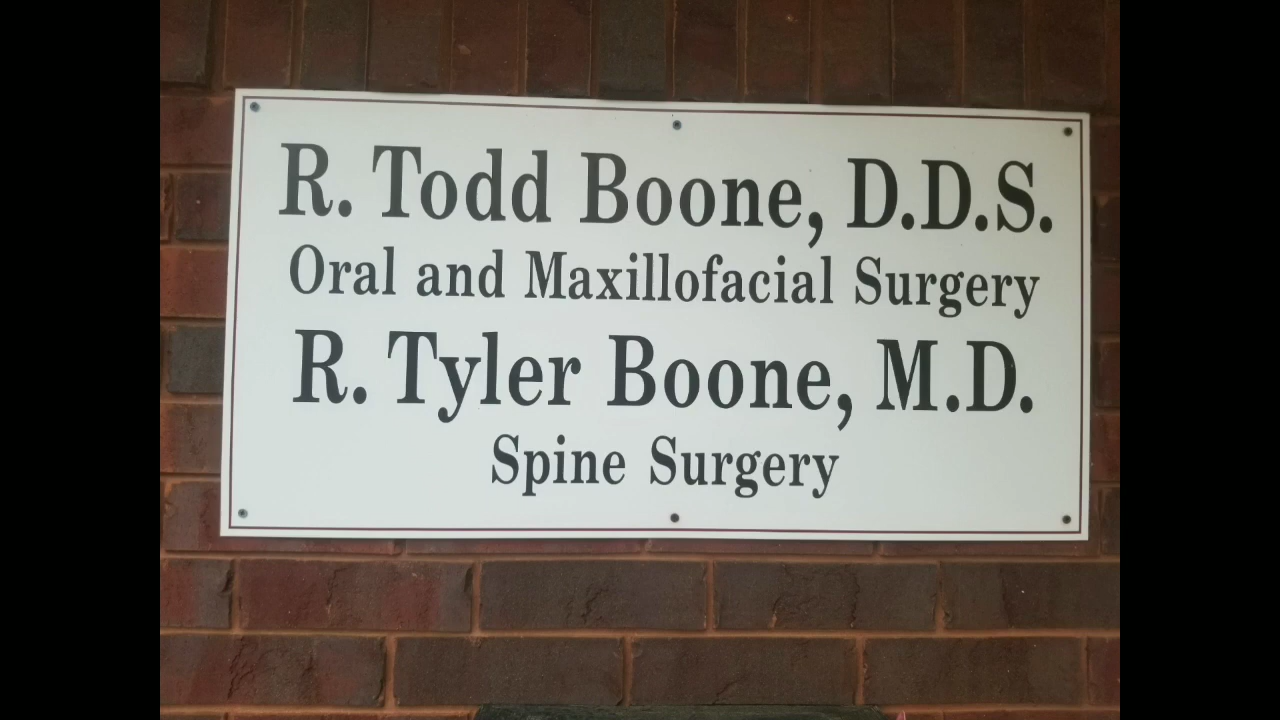 R. Todd Boone, D.D.S.
Oral and Maxillofacial Surgery
R. Tyler Boone, M.D.
Spine Surgery